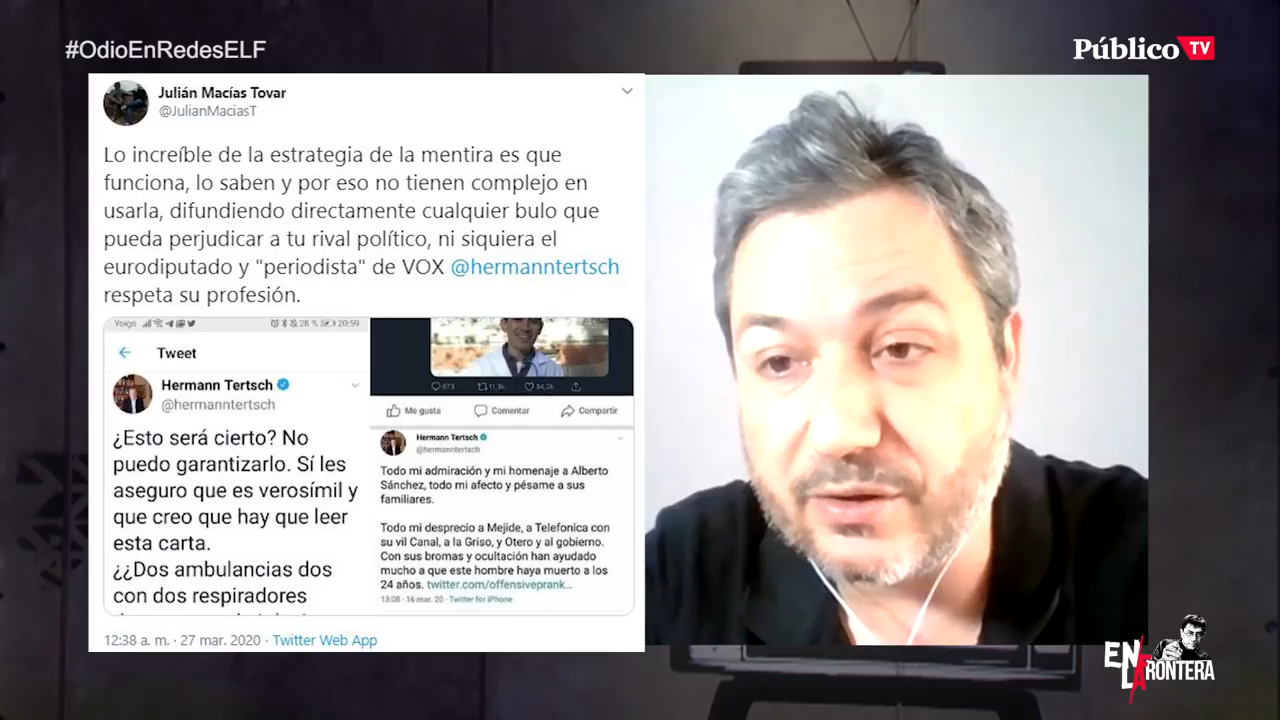 #OdioEnRedesELF
Público TV
Julián Macías Tovar
@JulianMaciasT
Lo increíble de la estrategia de la mentira es que
funciona, lo saben y por eso no tienen complejo en
usarla, difundiendo directamente cualquier bulo que
pueda perjudicar a tu rival político, ni siquiera el
eurodiputado y "periodista" de VOX @hermanntertsch
respeta su profesión.
Yoigo 28 % 20:59
Tweet
Hermann Tertsch
@hermanntertsch
¿Esto será cierto? No
puedo garantizarlo. Sí les
aseguro que es verosímil y
que creo que hay que leer
esta carta.
¿¿Dos ambulancias dos
con dos respiradores
Me gusta Comentar Compartir
Hermann Tertsch
@hermanntertsch
Todo mi admiración y mi homenaje a Alberto
Sánchez, todo mi afecto y pésame a sus
familiares.
Todo mi desprecio a Mejide, a Telefonica con
su vil Canal, a la Griso, y Otero y al gobierno.
Con sus bromas y ocultación han ayudado
mucho a que este hombre haya muerto a los
24 años. twitter.com/offensiveprank...
13:08 · 16 mar. 20 · Twitter for iPhone
12:38 a. m. · 27 mar. 2020 · Twitter Web App
EN
LA FRONTERA